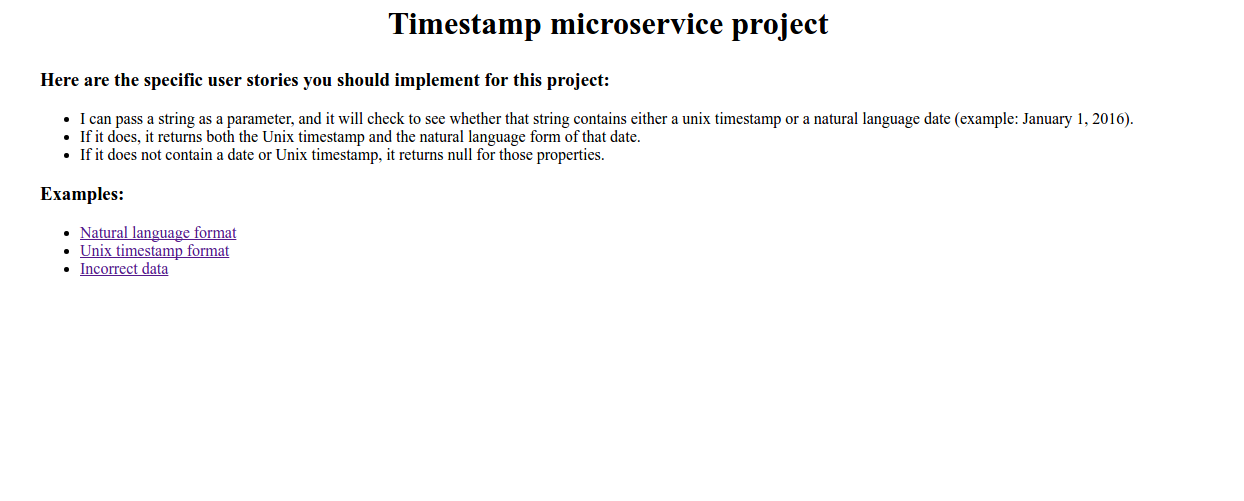 Timestamp microservice project
Here are the specific user stories you should implement for this project:
I can pass a string as a parameter, and it will check to see whether that string contains either a unix timestamp or a natural language date (example: January 1, 2016).
If it does, it returns both the Unix timestamp and the natural language form of that date.
If it does not contain a date or Unix timestamp, it returns null for those properties.
Examples:
Natural language format
Unix timestamp format
Incorrect data